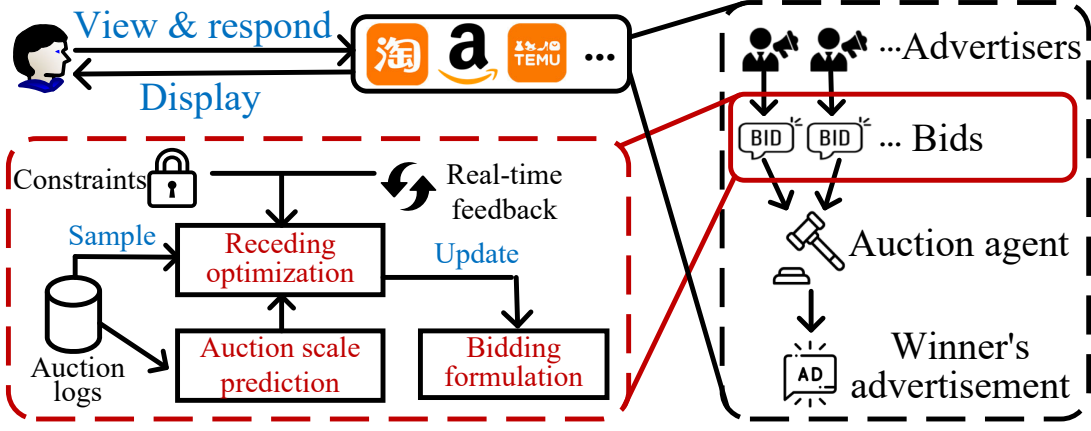 View & respond
Display
淘
a
TEMU
...
...Advertisers
BID
BID
... Bids
Auction agent
AD
Winner's
advertisement
Constraints
Real-time
feedback
Sample
Receding
optimization
Update
Auction
logs
Auction scale
prediction
Bidding
formulation